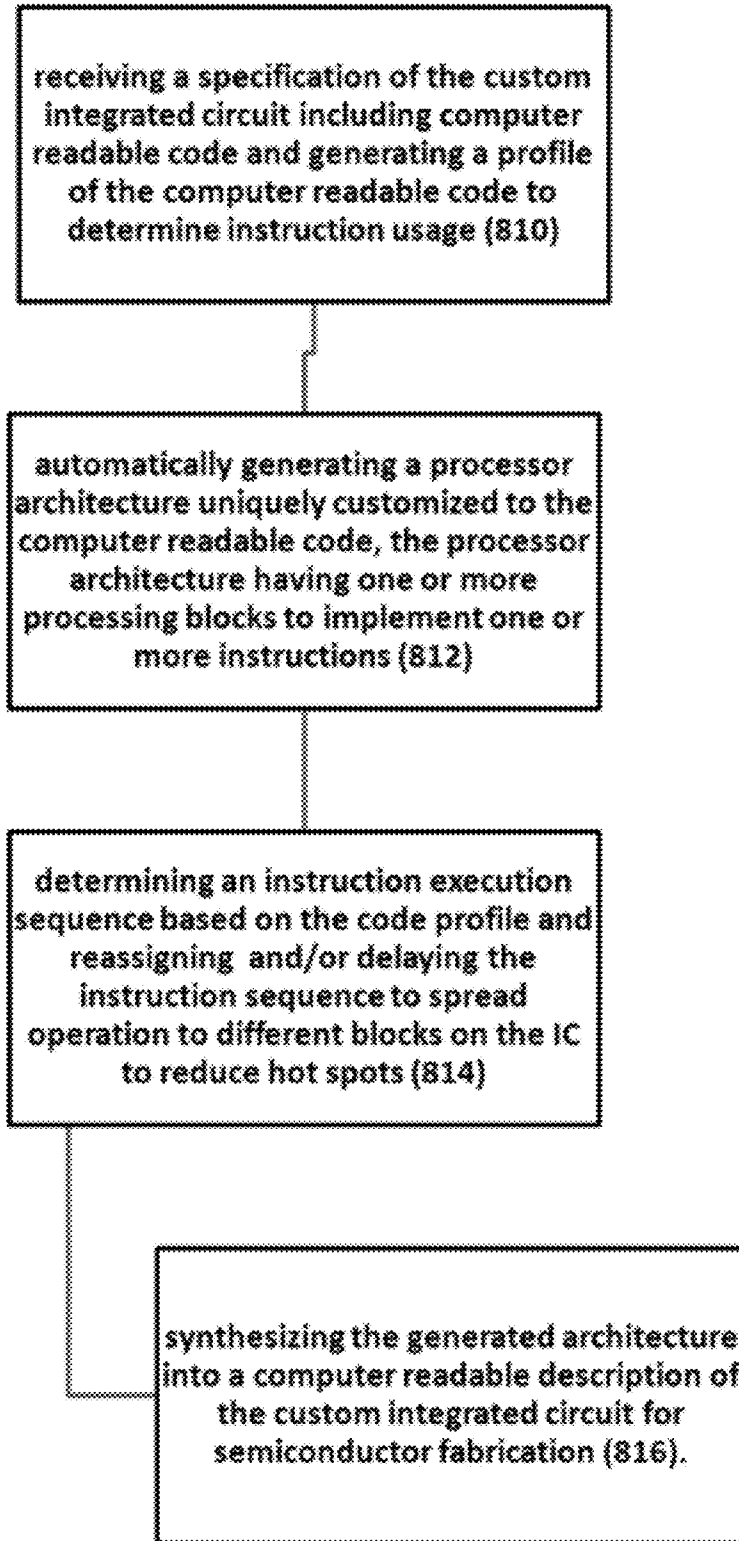 receiving a specification of the custom
integrated circuit including computer
readable code and generating a profile
of the computer readable code to
determine instruction usage (810)
automatically generating a processor
architecture uniquely customized to the
computer readable code, the processor
architecture having one or more
processing blocks to implement one or
more instructions (812)
determining an instruction execution
sequence based on the code profile and
reassigning and/or delaying the
instruction sequence to spread
operation to different blocks on the IC
to reduce hot spots (814)
synthesizing the generated architecture
into a computer readable description of
the custom integrated circuit for
semiconductor fabrication (816).